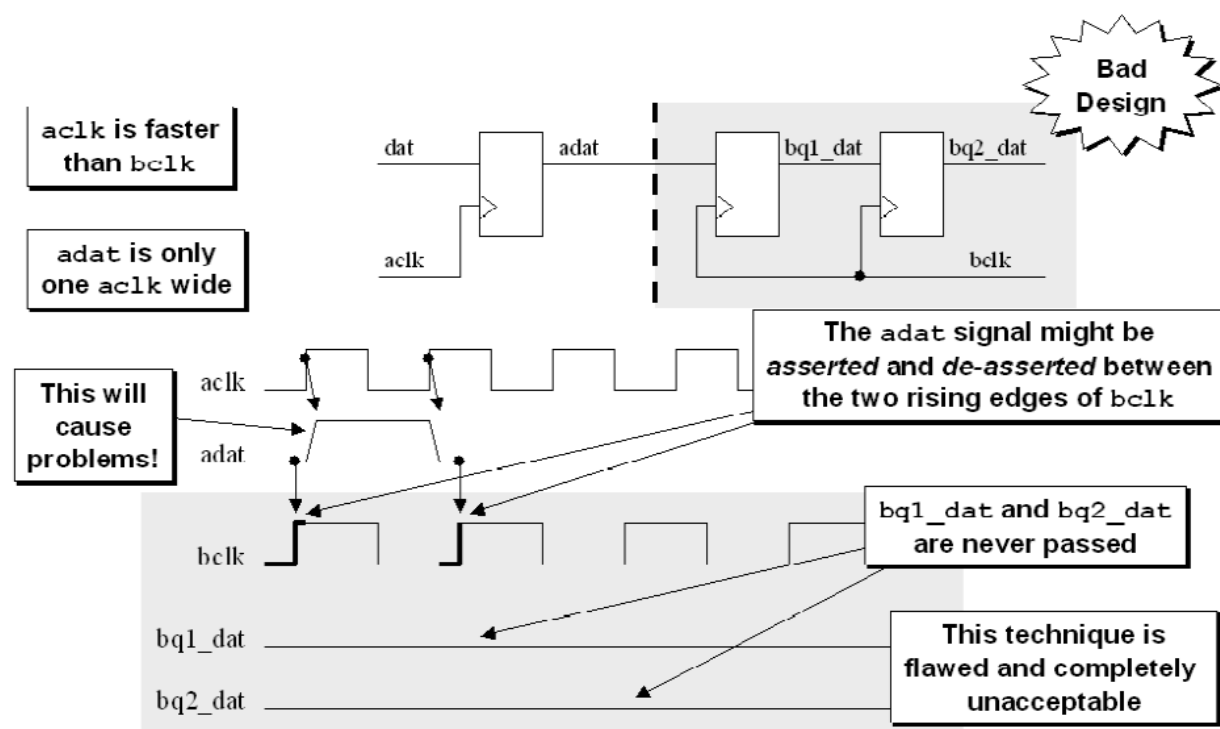 Bad
Design
aclk is faster
than bclk
dat
adat
bq1_dat
bq2_dat
adat is only
one aclk wide
aclk
bclk
The adat signal might be
asserted and de-asserted between
the two rising edges of bclk
aclk
This will
cause
problems!
adat
bq1_dat and bq2_dat
are never passed
bclk
bq1_dat
This technique is
flawed and completely
unacceptable
bq2_dat